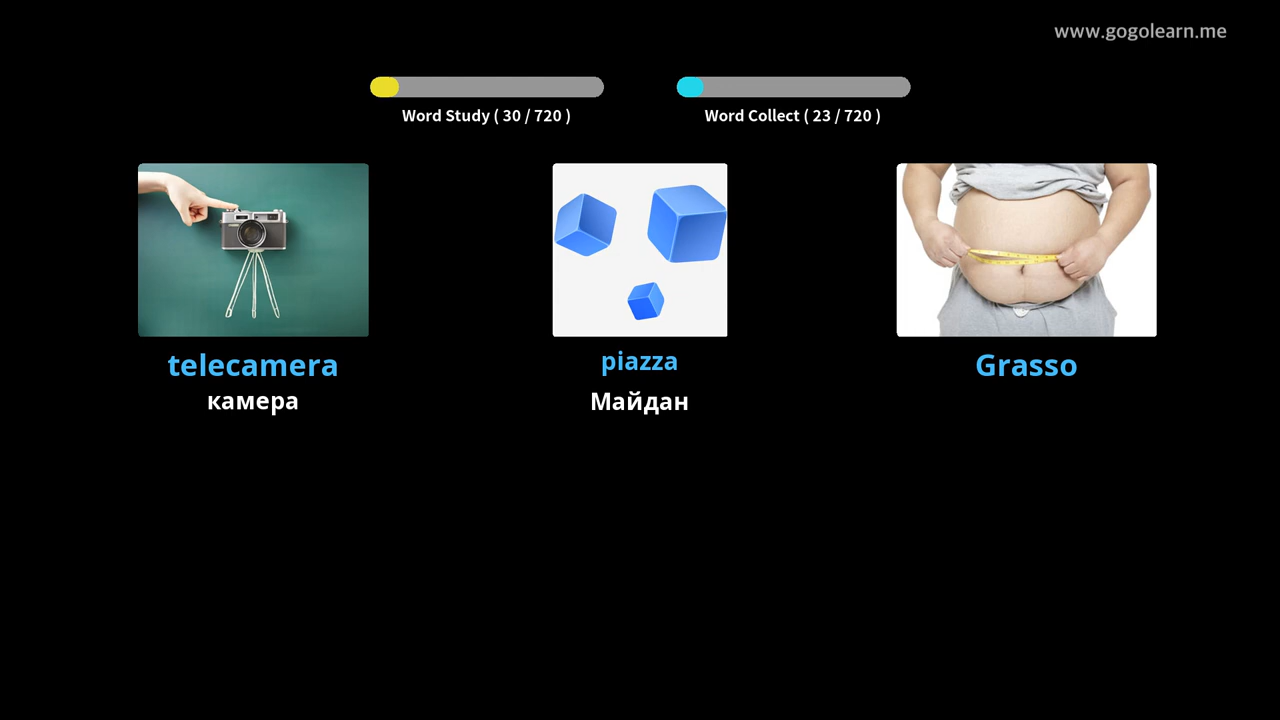 www.gogolearn.me
Word Study ( 30 / 720 )
Word Collect ( 23 / 720 )
telecamera
камера
piazza
Майдан
Grasso